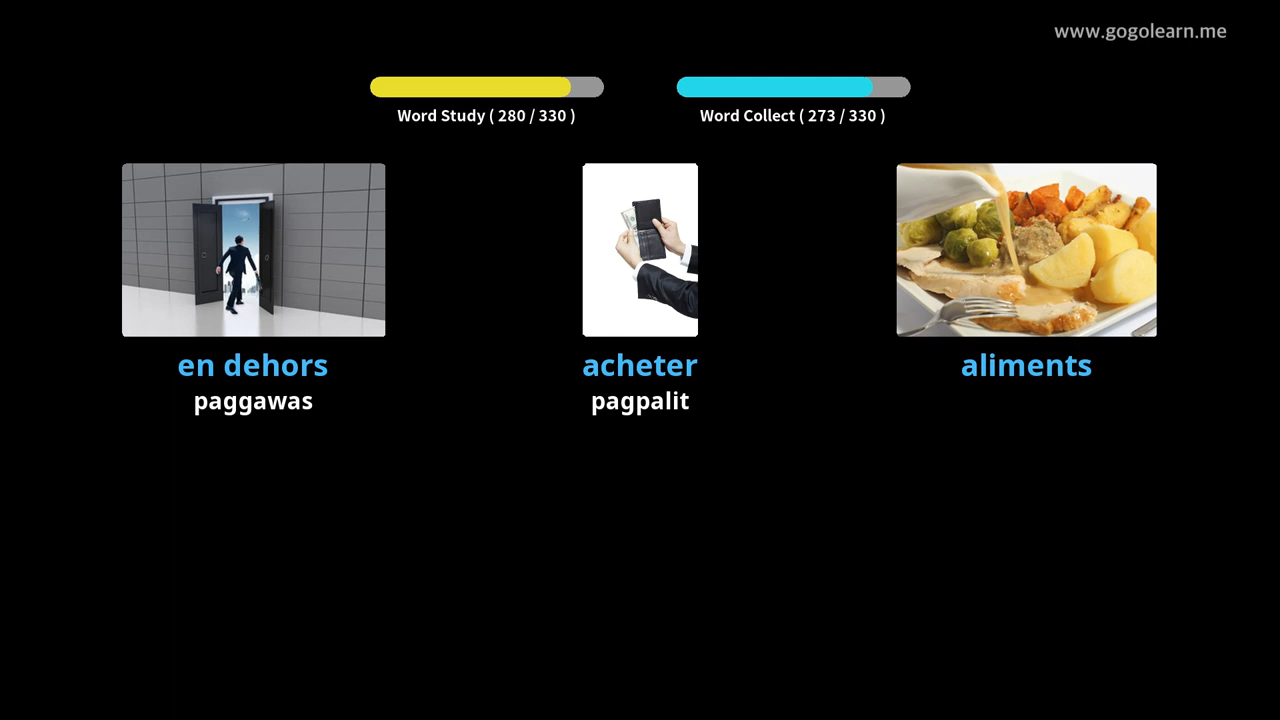 www.gogolearn.me
Word Study ( 280 / 330 )
Word Collect ( 273 / 330 )
en dehors
paggawas
acheter
pagpalit
aliments